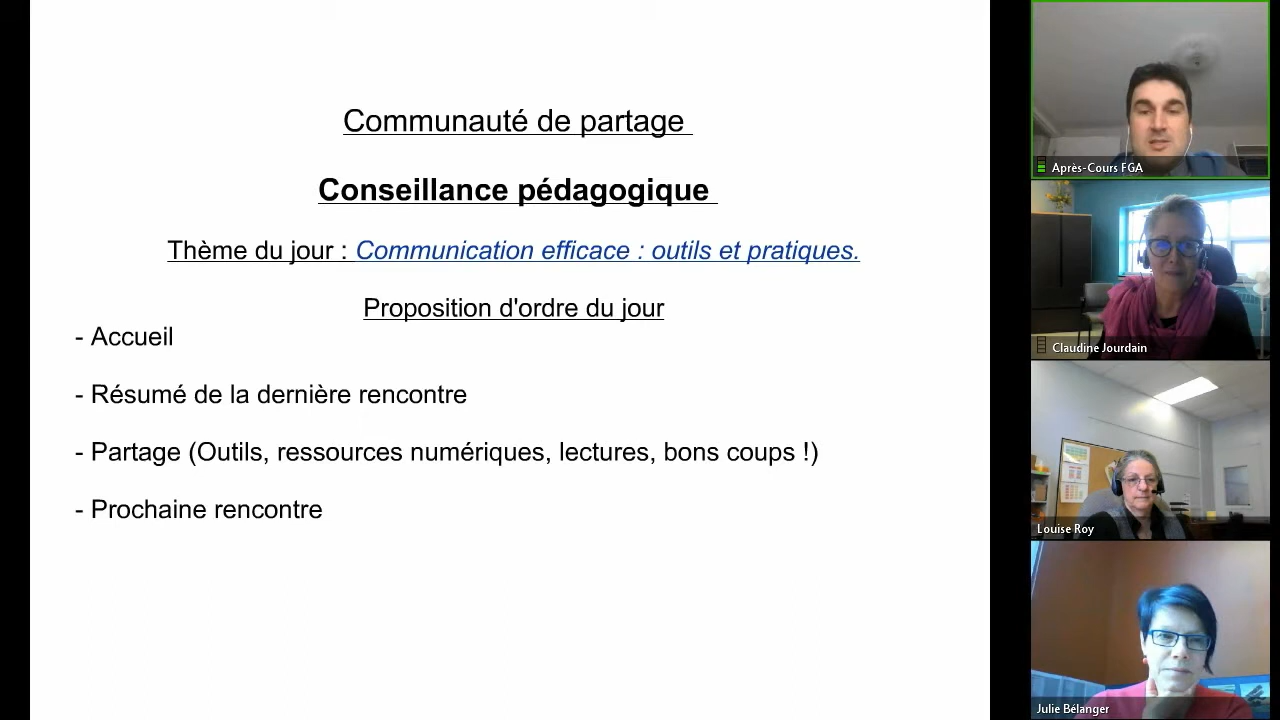 Communauté de partage
Conseillance pédagogique
Thème du jour : Communication efficace : outils et pratiques.
Proposition d'ordre du jour
- Accueil
- Résumé de la dernière rencontre
- Partage (Outils, ressources numériques, lectures, bons coups !)
- Prochaine rencontre
Après-Cours FGA
Claudine Jourdain
Louise Roy
Julie Bélanger